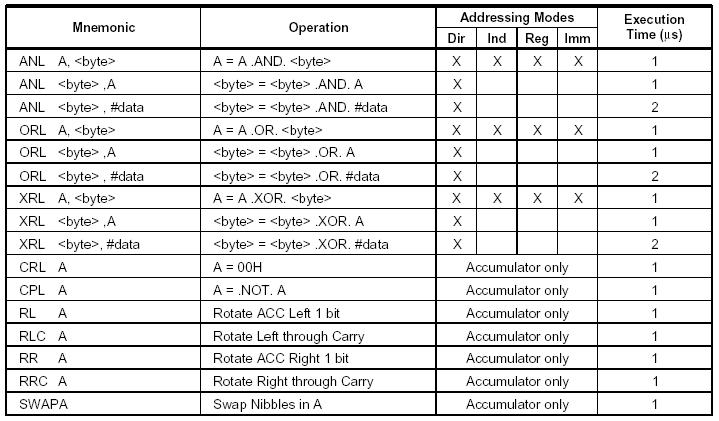 Mnemonic Operation Addressing Modes Execution Time (µs)
Dir Ind Reg Imm
ANL A, <byte> A = A .AND. <byte> X X X X 1
ANL <byte> ,A <byte> = <byte> .AND. A X 1
ANL <byte> , #data <byte> = <byte> .AND. #data X 2
ORL A, <byte> A = A .OR. <byte> X X X X 1
ORL <byte> ,A <byte> = <byte> .OR. A X 1
ORL <byte> , #data <byte> = <byte> .OR. #data X 2
XRL A, <byte> A = A .XOR. <byte> X X X X 1
XRL <byte> ,A <byte> = <byte> .XOR. A X 1
XRL <byte>, #data <byte> = <byte> .XOR. #data X 2
CRL A A = 00H Accumulator only 1
CPL A A = .NOT. A Accumulator only 1
RL A Rotate ACC Left 1 bit Accumulator only 1
RLC A Rotate Left through Carry Accumulator only 1
RR A Rotate ACC Right 1 bit Accumulator only 1
RRC A Rotate Right through Carry Accumulator only 1
SWAPA Swap Nibbles in A Accumulator only 1